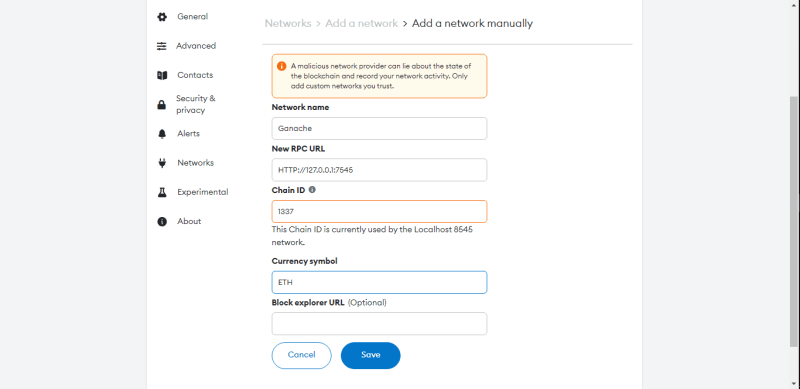 General
Advanced
Contacts
Security &
privacy
Alerts
Networks
Experimental
About
Networks > Add a network > Add a network manually
A malicious network provider can lie about the state of
the blockchain and record your network activity. Only
add custom networks you trust.
Network name
Ganache
New RPC URL
HTTP://127.0.0.1:7545
Chain ID
1337
This Chain ID is currently used by the Localhost 8545
network.
Currency symbol
ETH
Block explorer URL (Optional)
Cancel
Save